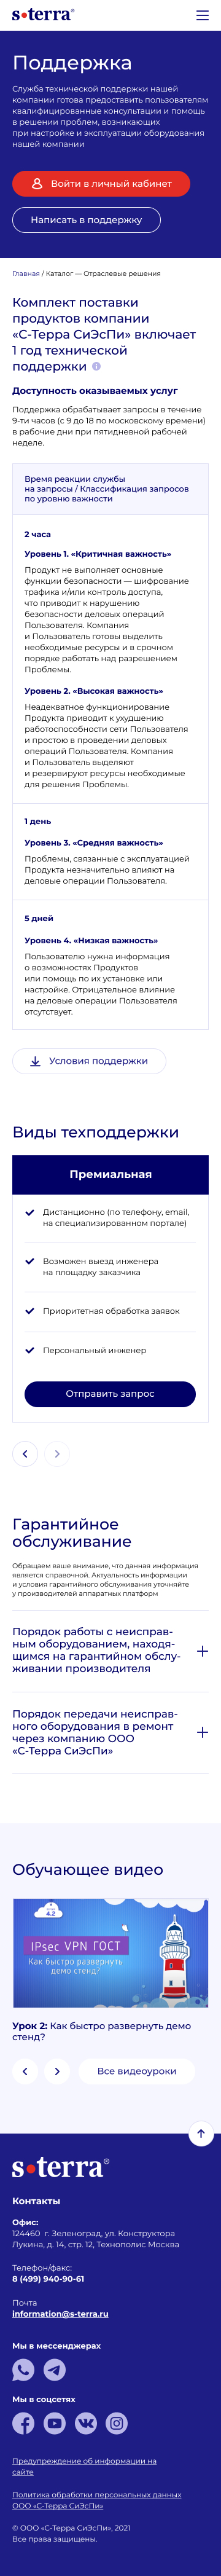 s·terra®
Поддержка
Служба технической поддержки нашей
компании готова предоставить пользователям
квалифицированные консультации и помощь
в решении проблем, возникающих
при настройке и эксплуатации оборудования
нашей компании
Войти в личный кабинет
Написать в поддержку
Главная / Каталог — Отраслевые решения
Комплект поставки
продуктов компании
«С-Терра СиЭсПи» включает
1 год технической
поддержки
Доступность оказываемых услуг
Поддержка обрабатывает запросы в течение
9-ти часов (с 9 до 18 по московскому времени)
в рабочие дни при пятидневной рабочей
неделе.
Время реакции службы
на запросы / Классификация запросов
по уровню важности
2 часа
Уровень 1. «Критичная важность»
Продукт не выполняет основные
функции безопасности — шифрование
трафика и/или контроль доступа,
что приводит к нарушению
безопасности деловых операций
Пользователя. Компания
и Пользователь готовы выделить
необходимые ресурсы и в срочном
порядке работать над разрешением
Проблемы.
Уровень 2. «Высокая важность»
Неадекватное функционирование
Продукта приводит к ухудшению
работоспособности сети Пользователя
и простою в проведении деловых
операций Пользователя. Компания
и Пользователь выделяют
и резервируют ресурсы необходимые
для решения Проблемы.
1 день
Уровень 3. «Средняя важность»
Проблемы, связанные с эксплуатацией
Продукта незначительно влияют на
деловые операции Пользователя.
5 дней
Уровень 4. «Низкая важность»
Пользователю нужна информация
о возможностях Продуктов
или помощь по их установке или
настройке. Отрицательное влияние
на деловые операции Пользователя
отсутствует.
Условия поддержки
Виды техподдержки
Премиальная
Дистанционно (по телефону, email,
на специализированном портале)
Возможен выезд инженера
на площадку заказчика
Приоритетная обработка заявок
Персональный инженер
Отправить запрос
Гарантийное
обслуживание
Обращаем ваше внимание, что данная информация
является справочной. Актуальность информации
и условия гарантийного обслуживания уточняйте
у производителей аппаратных платформ
Порядок работы с неисправ-
ным оборудованием, находя-
щимся на гарантийном обслу-
живании производителя
Порядок передачи неисправ-
ного оборудования в ремонт
через компанию ООО
«С-Терра СиЭсПи»
Обучающее видео
4.2
IPsec VPN ГОСТ
Как быстро развернуть
демо стенд?
Урок 2: Как быстро развернуть демо
стенд?
Все видеоуроки
s·terra®
Контакты
Офис:
124460 г. Зеленоград, ул. Конструктора
Лукина, д. 14, стр. 12, Технополис Москва
Телефон/факс:
8 (499) 940-90-61
Почта
information@s-terra.ru
Мы в мессенджерах
Мы в соцсетях
Предупреждение об информации на
сайте
Политика обработки персональных данных
ООО «С-Терра СиЭсПи»
© ООО «С-Терра СиЭсПи», 2021
Все права защищены.